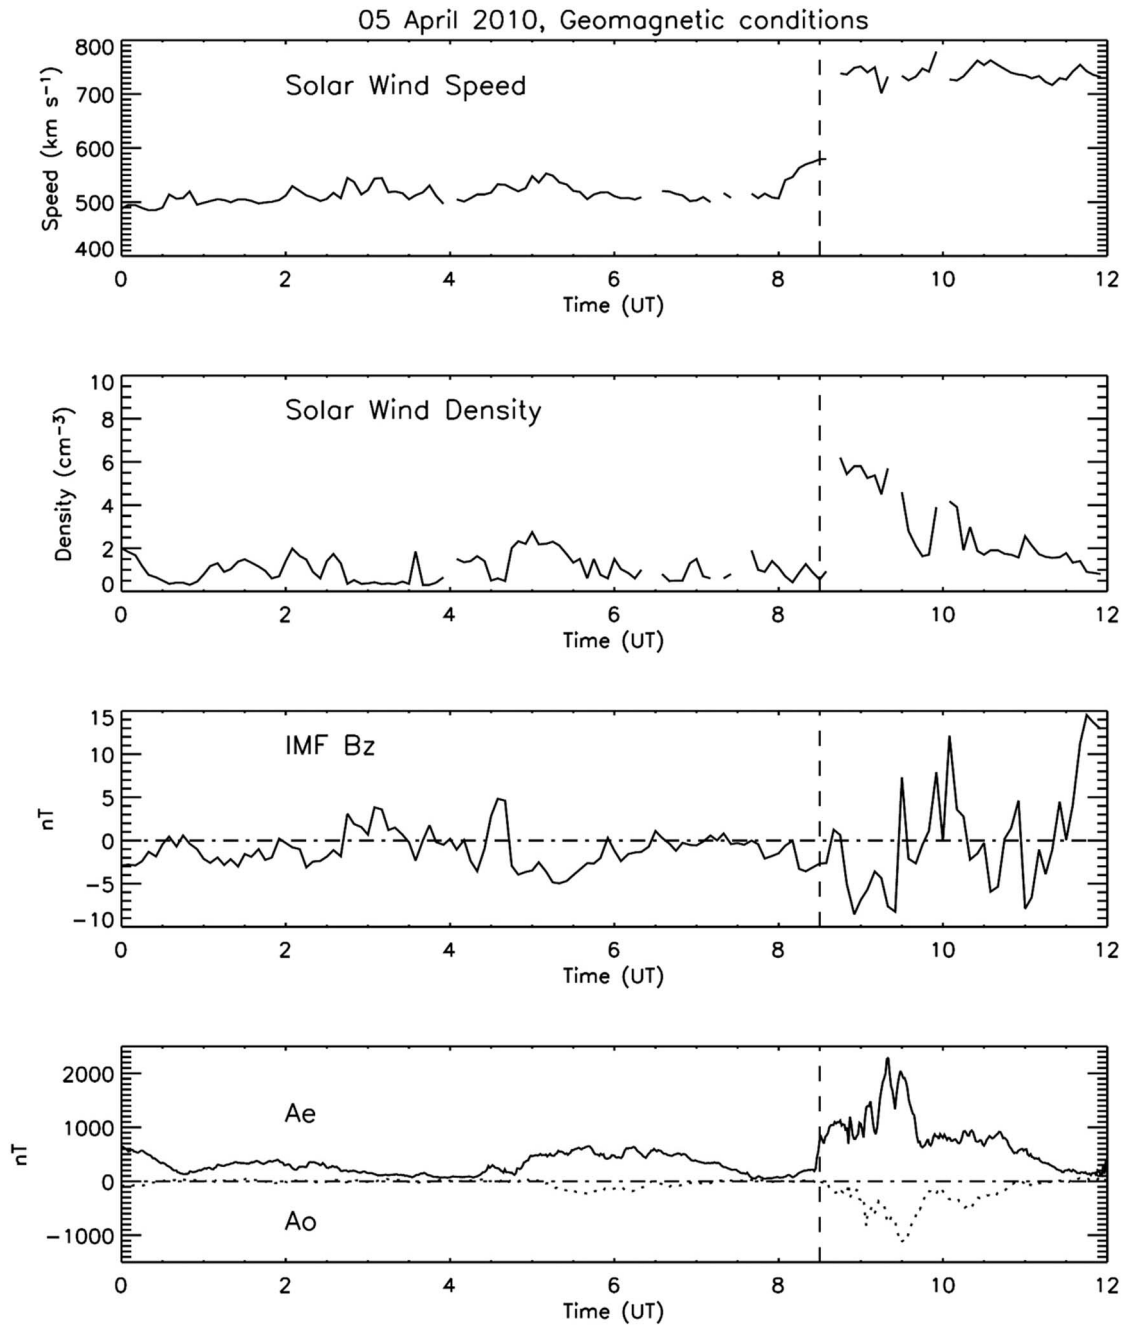 05 April 2010, Geomagnetic conditions
800
700
600
500
400
Speed (km s⁻¹)
Solar Wind Speed
0 2 4 6 8 10 12
Time (UT)
10
8
6
4
2
0
Density (cm⁻³)
Solar Wind Density
0 2 4 6 8 10 12
Time (UT)
15
10
5
0
−5
−10
nT
IMF Bz
0 2 4 6 8 10 12
Time (UT)
2000
1000
0
−1000
nT
Ae
Ao
0 2 4 6 8 10 12
Time (UT)